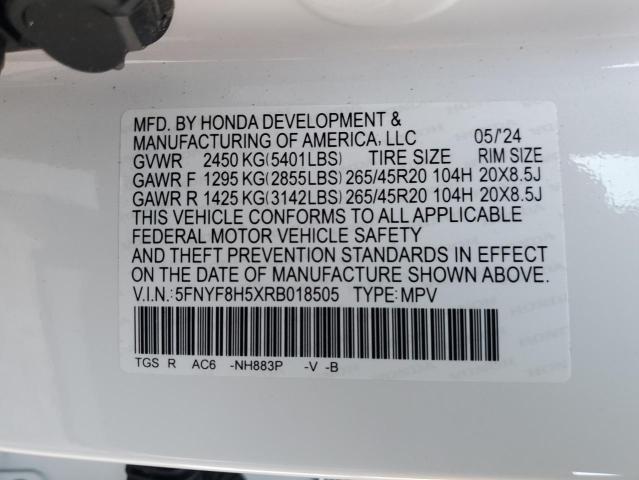 MFD. BY HONDA DEVELOPMENT &
MANUFACTURING OF AMERICA, LLC 05/'24
GVWR 2450 KG(5401LBS) TIRE SIZE RIM SIZE
GAWR F 1295 KG(2855LBS) 265/45R20 104H 20X8.5J
GAWR R 1425 KG(3142LBS) 265/45R20 104H 20X8.5J
THIS VEHICLE CONFORMS TO ALL APPLICABLE
FEDERAL MOTOR VEHICLE SAFETY
AND THEFT PREVENTION STANDARDS IN EFFECT
ON THE DATE OF MANUFACTURE SHOWN ABOVE.
V.I.N.:5FNYF8H5XRB018505 TYPE:MPV
TGS R AC6 -NH883P -V -B